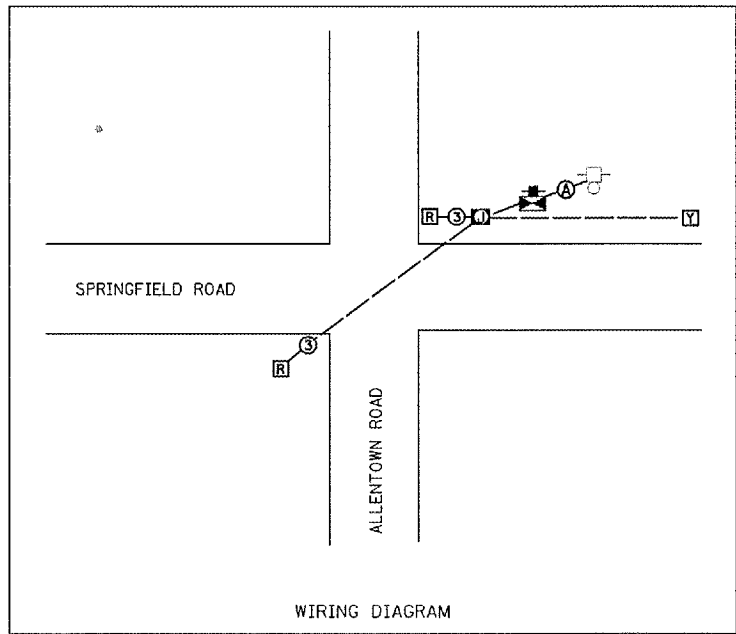 A
R 3 J Y
SPRINGFIELD ROAD
3
R
ALLENTOWN ROAD
WIRING DIAGRAM